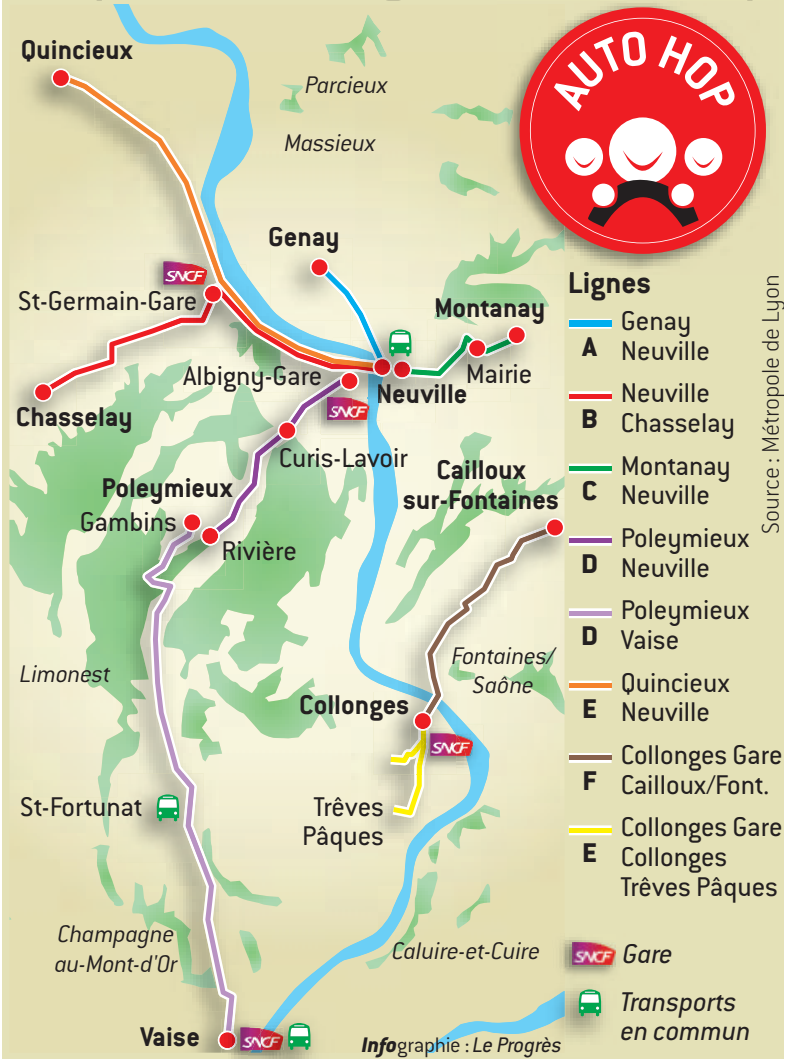 AUTO HOP
Quincieux
Parcieux
Massieux
Genay
SNCF
St-Germain-Gare
Montanay
Mairie
Albigny-Gare
Neuville
SNCF
Chasselay
Curis-Lavoir
Cailloux
sur-Fontaines
Poleymieux
Gambins
Rivière
Limonest
Fontaines/
Saône
Collonges
SNCF
St-Fortunat
Trêves
Pâques
Champagne
au-Mont-d'Or
Caluire-et-Cuire
Vaise
SNCF
Infographie : Le Progrès
Lignes
Genay
A Neuville
Neuville
B Chasselay
Montanay
C Neuville
Poleymieux
D Neuville
Poleymieux
D Vaise
Quincieux
E Neuville
Collonges Gare
F Cailloux/Font.
Collonges Gare
E Collonges
Trêves Pâques
SNCF Gare
Transports
en commun
Source : Métropole de Lyon